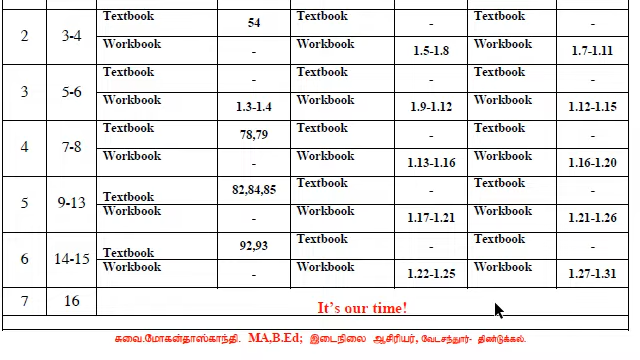 Textbook 54 Textbook - Textbook -
2 3-4
Workbook - Workbook 1.5-1.8 Workbook 1.7-1.11
Textbook - Textbook - Textbook -
3 5-6
Workbook 1.3-1.4 Workbook 1.9-1.12 Workbook 1.12-1.15
Textbook 78,79 Textbook - Textbook -
4 7-8
Workbook - Workbook 1.13-1.16 Workbook 1.16-1.20
Textbook 82,84,85 Textbook - Textbook -
5 9-13
Workbook - Workbook 1.17-1.21 Workbook 1.21-1.26
Textbook 92,93 Textbook - Textbook -
6 14-15
Workbook - Workbook 1.22-1.25 Workbook 1.27-1.31
7 16 It's our time!
சுவை.மோகன்தாஸ்காந்தி. MA,B.Ed; இடைநிலை ஆசிரியர், வேடசந்தூர்- திண்டுக்கல்.